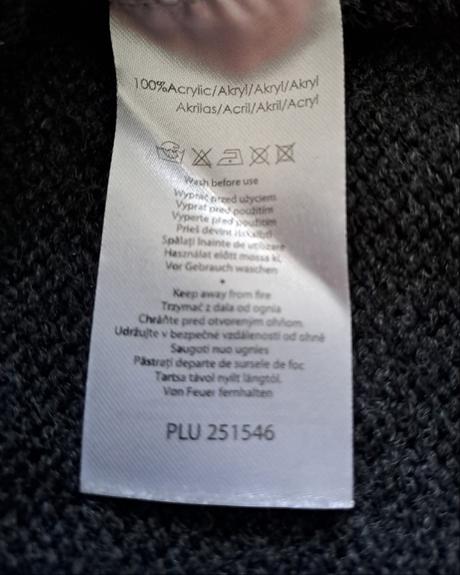 100%Acrylic/Akryl/Akryl/Akryl
Akrilas/Acril/Akril/Acryl
Wash before use
Wyprać przed użyciem
Vyprat před použitím
Vyperte pred použitím
Prieš dėvint išskalbti
Spălați înainte de utilizare
Használat előtt mossa ki,
Vor Gebrauch waschen
•
Keep away from fire
Trzymać z dala od ognia
Chráňte pred otvoreným ohňom
Udržujte v bezpečné vzdálenosti od ohně
Saugoti nuo ugnies
Păstrați departe de sursele de foc
Tartsa távol nyílt lángtól.
Von Feuer fernhalten
PLU 251546